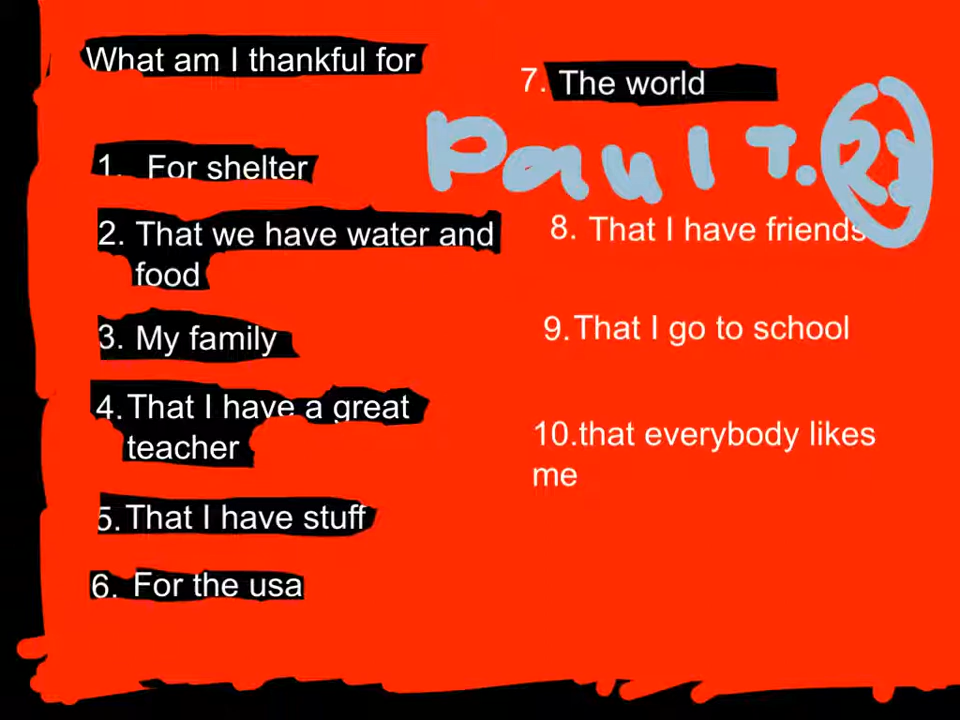 What am I thankful for
1. For shelter
2. That we have water and
food
3. My family
4. That I have a great
teacher
5. That I have stuff
6. For the usa
7. The world
Paul T. 23
8. That I have friends
9. That I go to school
10.that everybody likes
me